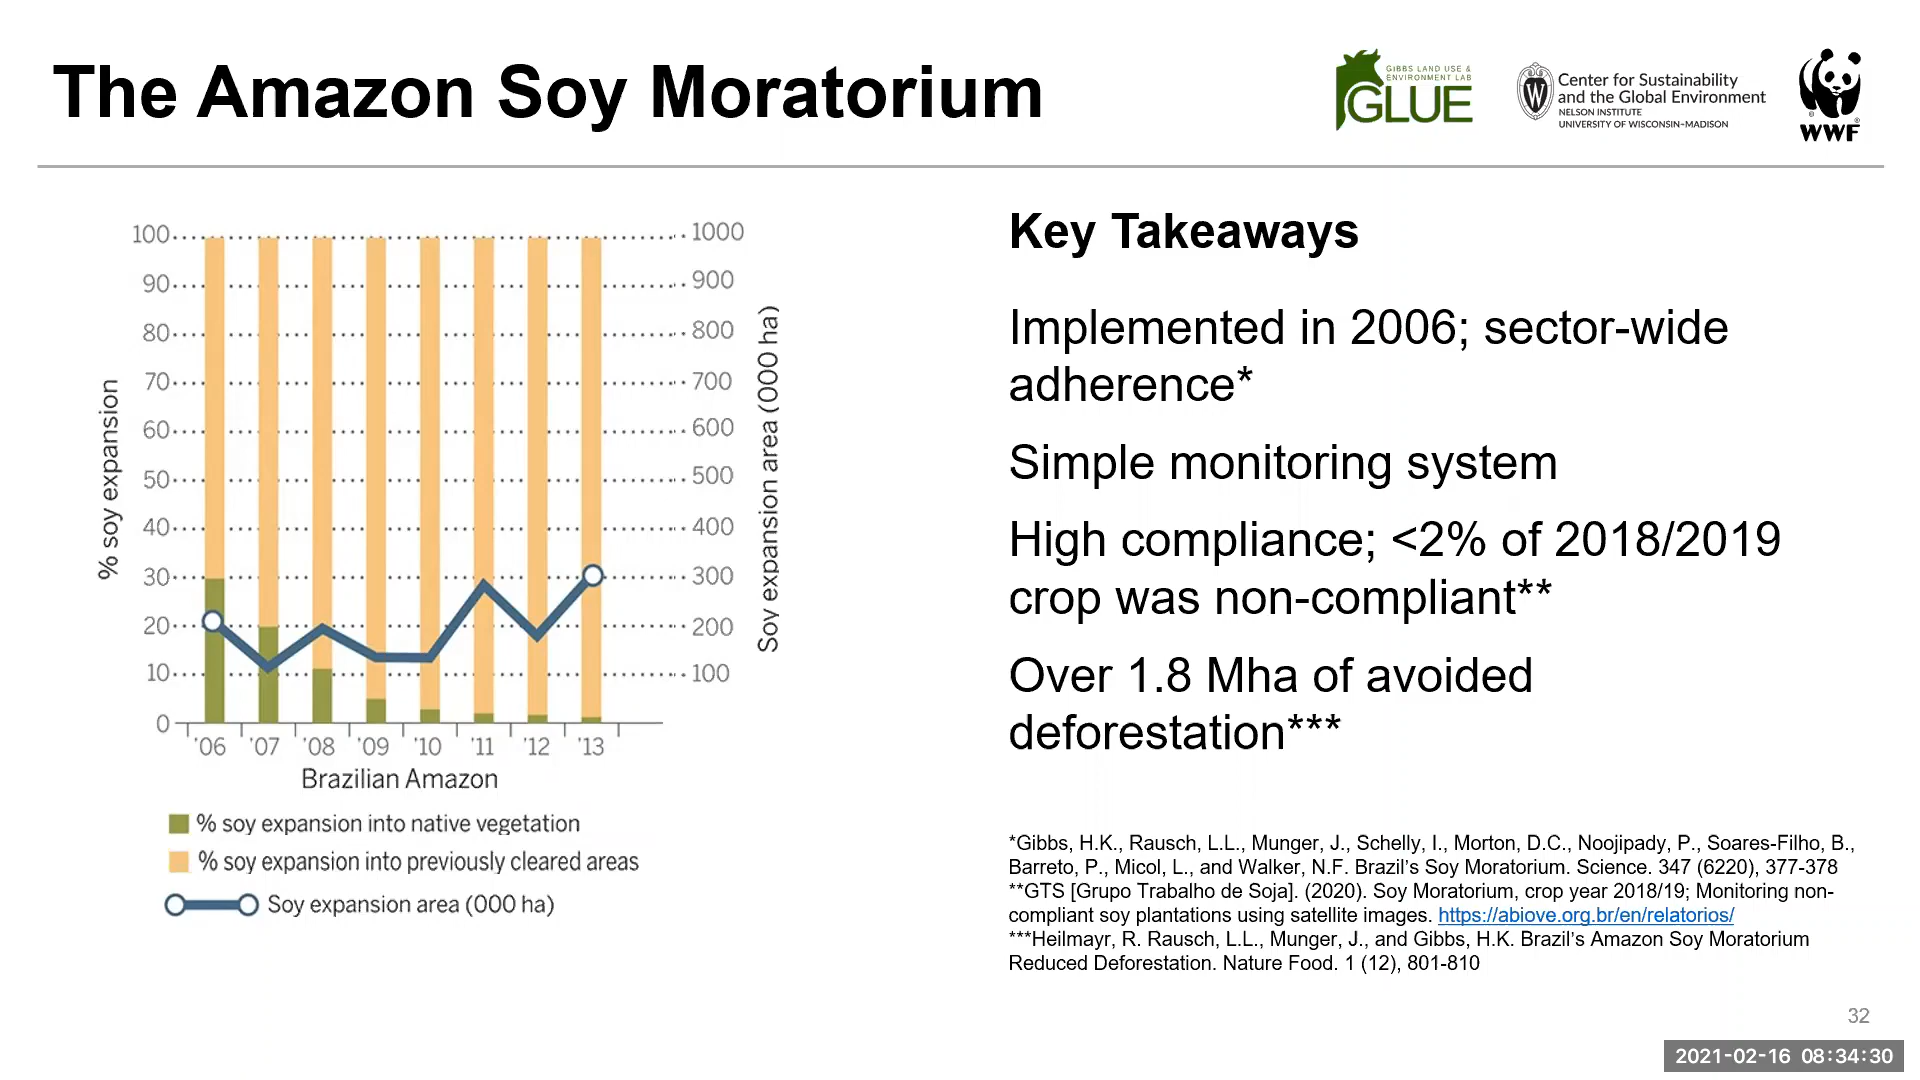 The Amazon Soy Moratorium
GIBBS LAND USE &
ENVIRONMENT LAB
GLUE
W
Center for Sustainability
and the Global Environment
NELSON INSTITUTE
UNIVERSITY OF WISCONSIN–MADISON
WWF
100
90
80
70
60
50
40
30
20
10
0
% soy expansion
1000
900
800
700
600
500
400
300
200
100
Soy expansion area (000 ha)
'06 '07 '08 '09 '10 '11 '12 '13
Brazilian Amazon
% soy expansion into native vegetation
% soy expansion into previously cleared areas
Soy expansion area (000 ha)
Key Takeaways
Implemented in 2006; sector-wide
adherence*
Simple monitoring system
High compliance; <2% of 2018/2019
crop was non-compliant**
Over 1.8 Mha of avoided
deforestation***
*Gibbs, H.K., Rausch, L.L., Munger, J., Schelly, I., Morton, D.C., Noojipady, P., Soares-Filho, B.,
Barreto, P., Micol, L., and Walker, N.F. Brazil’s Soy Moratorium. Science. 347 (6220), 377-378
**GTS [Grupo Trabalho de Soja]. (2020). Soy Moratorium, crop year 2018/19; Monitoring non-
compliant soy plantations using satellite images. https://abiove.org.br/en/relatorios/
***Heilmayr, R. Rausch, L.L., Munger, J., and Gibbs, H.K. Brazil’s Amazon Soy Moratorium
Reduced Deforestation. Nature Food. 1 (12), 801-810
32
2021-02-16 08:34:30